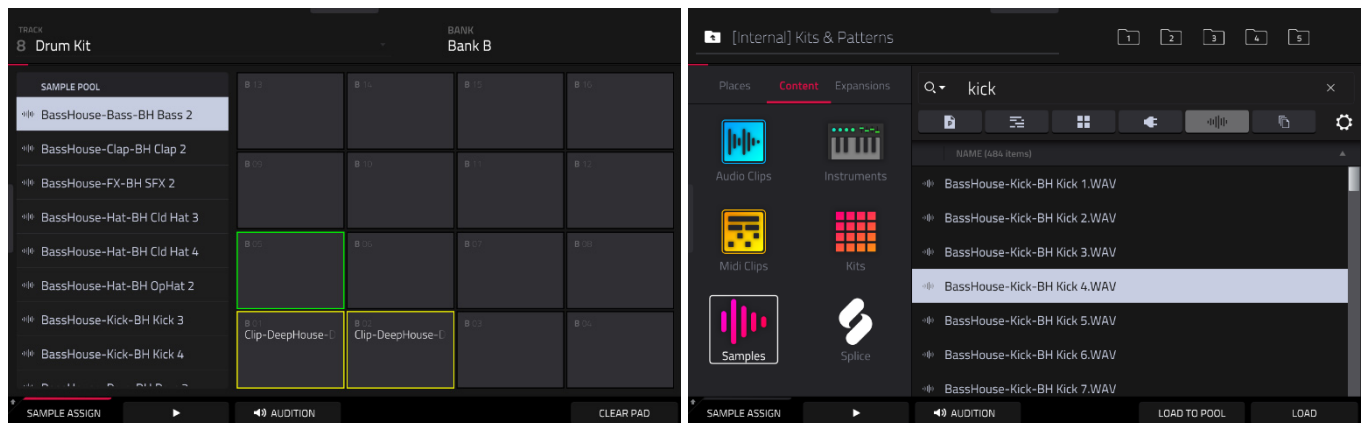 TRACK
8 Drum Kit
BANK
Bank B
SAMPLE POOL
BassHouse-Bass-BH Bass 2
BassHouse-Clap-BH Clap 2
BassHouse-FX-BH SFX 2
BassHouse-Hat-BH Cld Hat 3
BassHouse-Hat-BH Cld Hat 4
BassHouse-Hat-BH OpHat 2
BassHouse-Kick-BH Kick 3
BassHouse-Kick-BH Kick 4
B 13
B 14
B 15
B 16
B 09
B 10
B 11
B 12
B 05
B 06
B 07
B 08
B 01
Clip-DeepHouse-D
B 02
Clip-DeepHouse-D
B 03
B 04
SAMPLE ASSIGN
AUDITION
CLEAR PAD
[Internal] Kits & Patterns
1
2
3
4
5
Places
Content
Expansions
Audio Clips
Instruments
Midi Clips
Kits
Samples
Splice
kick
NAME (484 items)
BassHouse-Kick-BH Kick 1.WAV
BassHouse-Kick-BH Kick 2.WAV
BassHouse-Kick-BH Kick 3.WAV
BassHouse-Kick-BH Kick 4.WAV
BassHouse-Kick-BH Kick 5.WAV
BassHouse-Kick-BH Kick 6.WAV
BassHouse-Kick-BH Kick 7.WAV
SAMPLE ASSIGN
AUDITION
LOAD TO POOL
LOAD